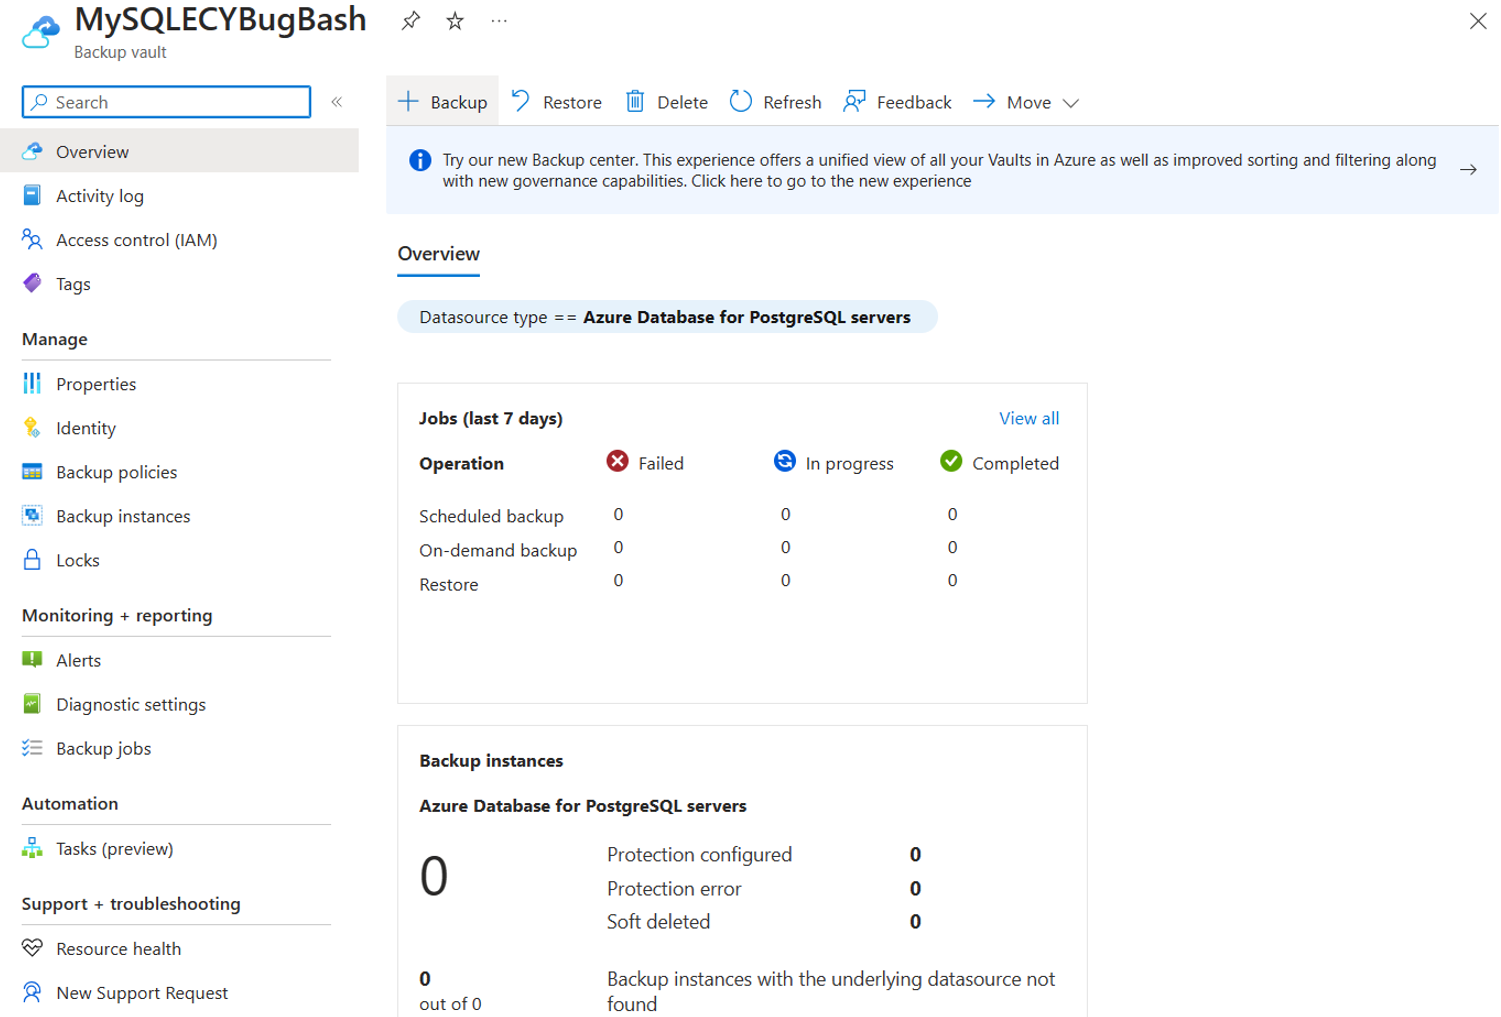 MySQLECYBugBash
Backup vault
Search
Overview
Activity log
Access control (IAM)
Tags
Manage
Properties
Identity
Backup policies
Backup instances
Locks
Monitoring + reporting
Alerts
Diagnostic settings
Backup jobs
Automation
Tasks (preview)
Support + troubleshooting
Resource health
New Support Request
Backup Restore Delete Refresh Feedback Move
Try our new Backup center. This experience offers a unified view of all your Vaults in Azure as well as improved sorting and filtering along
with new governance capabilities. Click here to go to the new experience
Overview
Datasource type == Azure Database for PostgreSQL servers
Jobs (last 7 days) View all
Operation Failed In progress Completed
Scheduled backup 0 0 0
On-demand backup 0 0 0
Restore 0 0 0
Backup instances
Azure Database for PostgreSQL servers
0
Protection configured 0
Protection error 0
Soft deleted 0
0
out of 0
Backup instances with the underlying datasource not
found